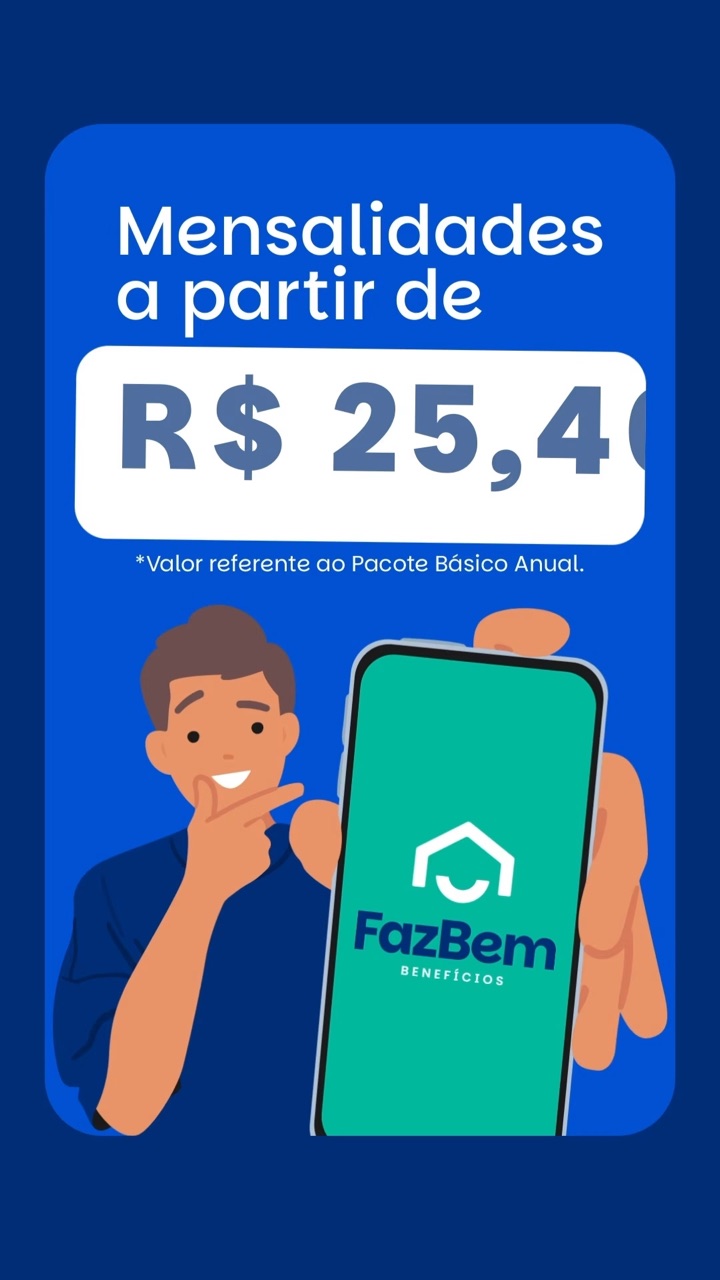 Mensalidades
a partir de
R$ 25,4
*Valor referente ao Pacote Básico Anual.
FazBem
BENEFÍCIOS